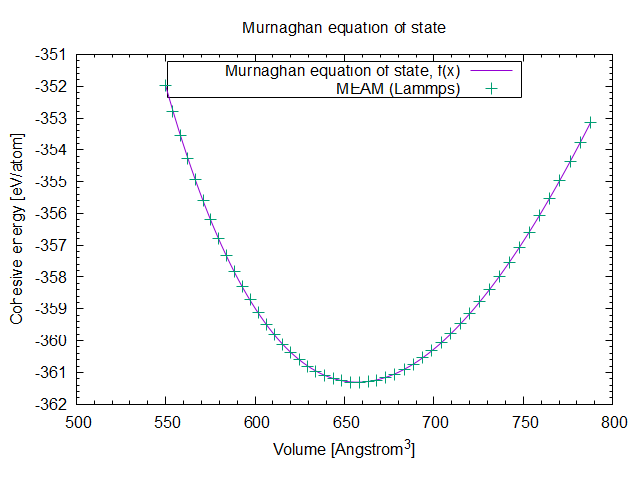 Murnaghan equation of state
Murnaghan equation of state, f(x)
MEAM (Lammps)
-351
-352
-353
-354
-355
-356
-357
-358
-359
-360
-361
-362
Cohesive energy [eV/atom]
500 550 600 650 700 750 800
Volume [Angstrom³]